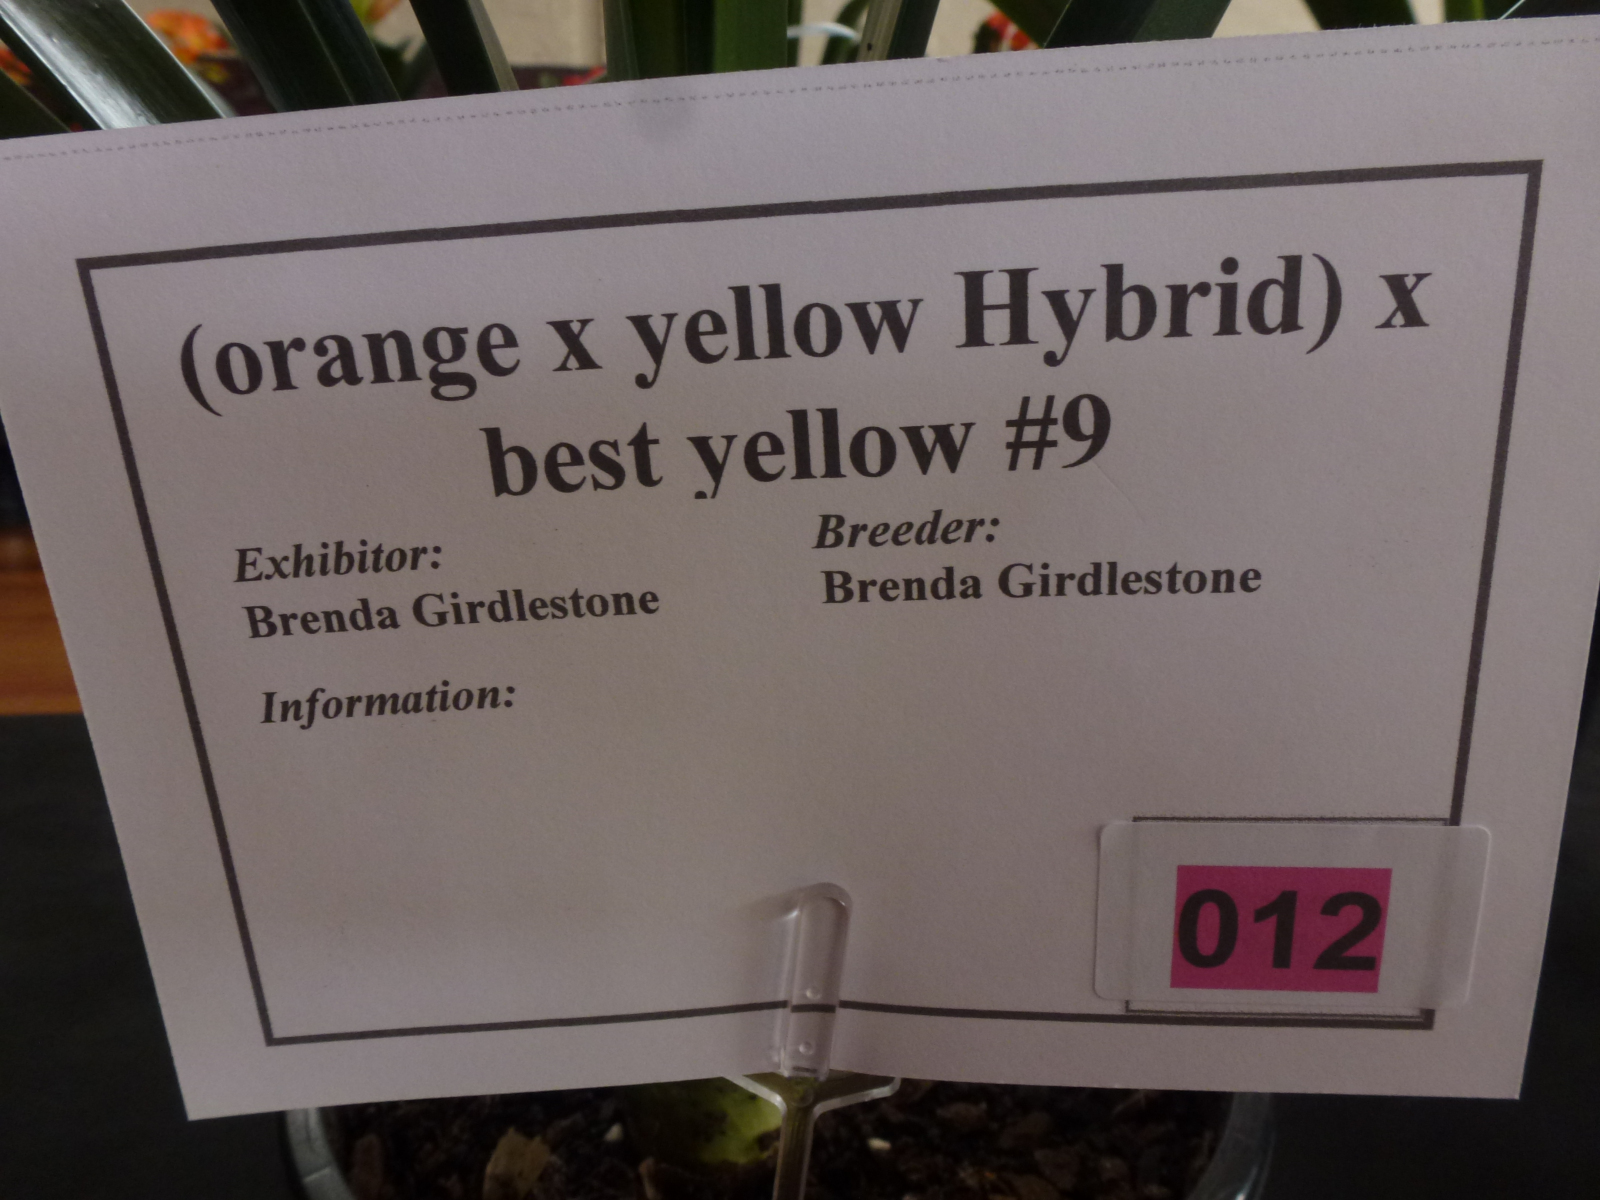 (orange x yellow Hybrid) x
best yellow #9
Exhibitor:
Brenda Girdlestone
Breeder:
Brenda Girdlestone
Information:
012